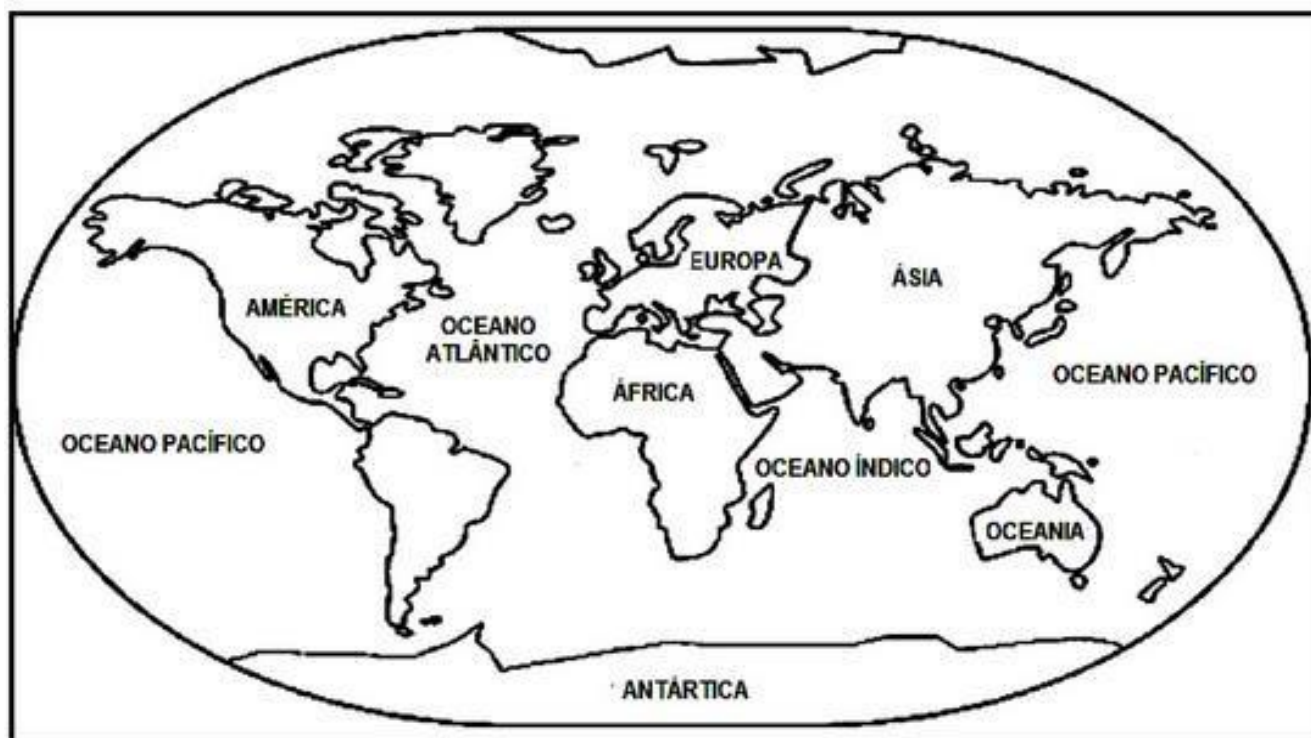 EUROPA
ÁSIA
AMÉRICA
OCEANO
ATLÂNTICO
OCEANO PACÍFICO
ÁFRICA
OCEANO PACÍFICO
OCEANO ÍNDICO
OCEANIA
ANTÁRTICA